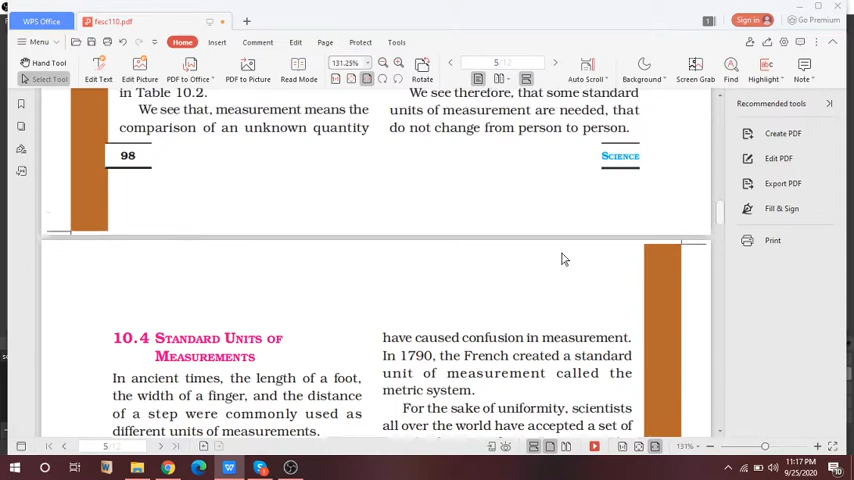 WPS Office
fesc110.pdf
1
Sign in
Go Premium
Menu
Home
Insert
Comment
Edit
Page
Protect
Tools
Hand Tool
Select Tool
Edit Text
Edit Picture
PDF to Office
PDF to Picture
Read Mode
131.25%
Rotate
5/12
Auto Scroll
Background
Screen Grab
Find
Highlight
Note
in Table 10.2.
We see that, measurement means the
comparison of an unknown quantity
98
We see therefore, that some standard
units of measurement are needed, that
do not change from person to person.
SCIENCE
10.4 STANDARD UNITS OF
MEASUREMENTS
In ancient times, the length of a foot,
the width of a finger, and the distance
of a step were commonly used as
different units of measurements.
have caused confusion in measurement.
In 1790, the French created a standard
unit of measurement called the
metric system.
For the sake of uniformity, scientists
all over the world have accepted a set of
Recommended tools
Create PDF
Edit PDF
Export PDF
Fill & Sign
Print
5/12
131%
11:17 PM
9/25/2020